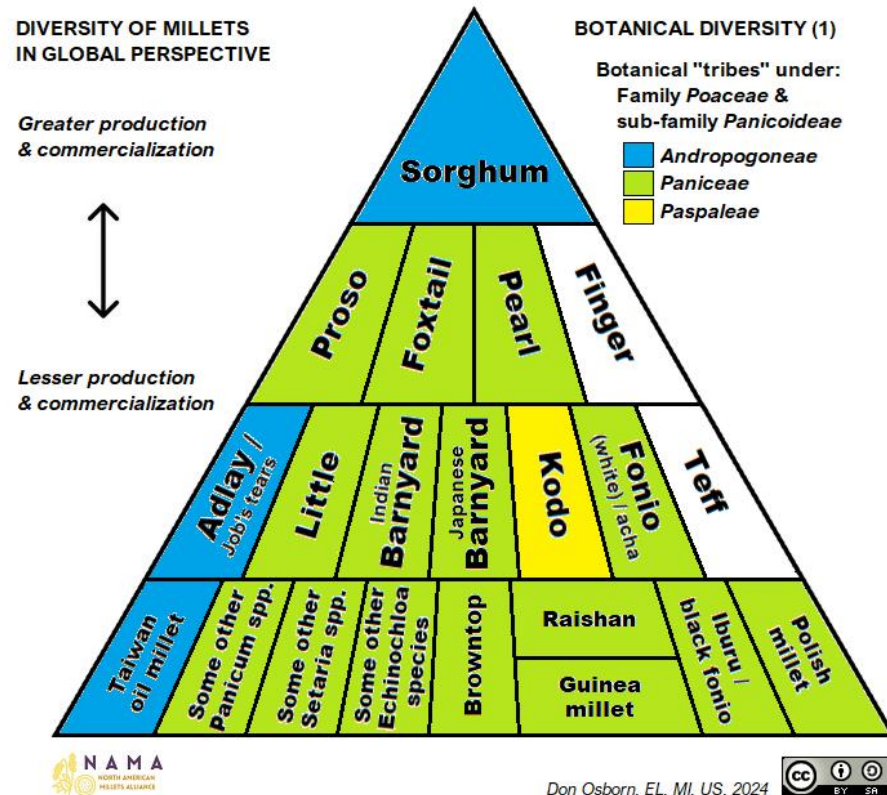 DIVERSITY OF MILLETS
IN GLOBAL PERSPECTIVE
BOTANICAL DIVERSITY (1)
Botanical "tribes" under:
Family Poaceae &
sub-family Panicoideae
Andropogoneae
Paniceae
Paspaleae
Greater production
& commercialization
Lesser production
& commercialization
Sorghum
Proso
Foxtail
Pearl
Finger
Adlay /
Job's tears
Little
Indian
Barnyard
Japanese
Barnyard
Kodo
Fonio
(white) / acha
Teff
Taiwan
oil millet
Some other
Panicum spp.
Some other
Setaria spp.
Some other
Echinochloa
species
Browntop
Raishan
Guinea
millet
Iburu /
black fonio
Polish
millet
NAMA
NORTH AMERICAN
MILLETS ALLIANCE
Don Osborn, EL, MI, US, 2024
cc
BY SA